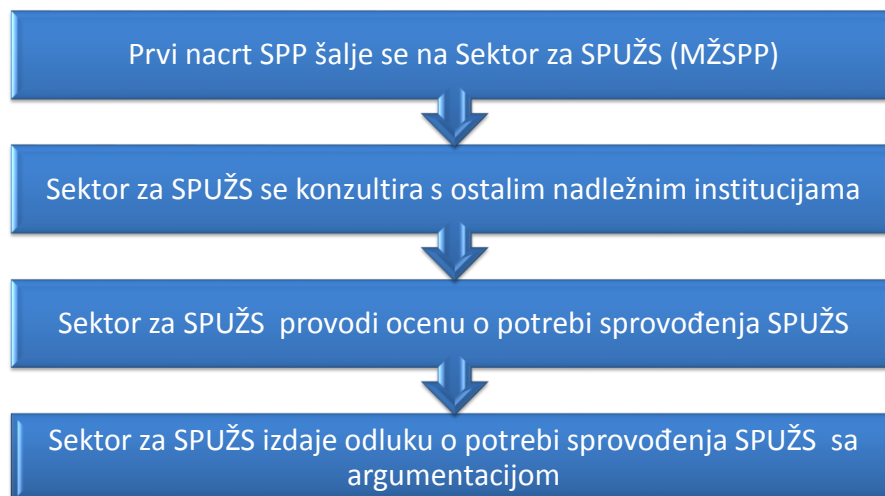 Prvi nacrt SPP šalje se na Sektor za SPUŽS (MŽSPP)
Sektor za SPUŽS se konzultira s ostalim nadležnim institucijama
Sektor za SPUŽS  provodi ocenu o potrebi sprovođenja SPUŽS
Sektor za SPUŽS izdaje odluku o potrebi sprovođenja SPUŽS  sa
argumentacijom